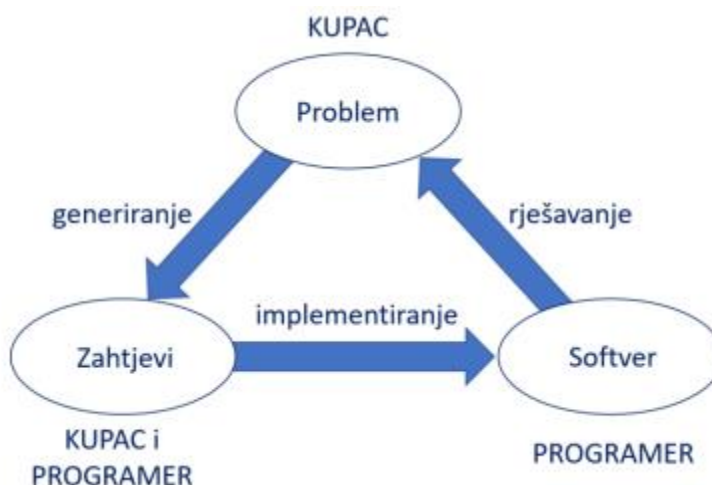 KUPAC
Problem
generiranje
rješavanje
implementiranje
Zahtjevi
Softver
KUPAC i
PROGRAMER
PROGRAMER